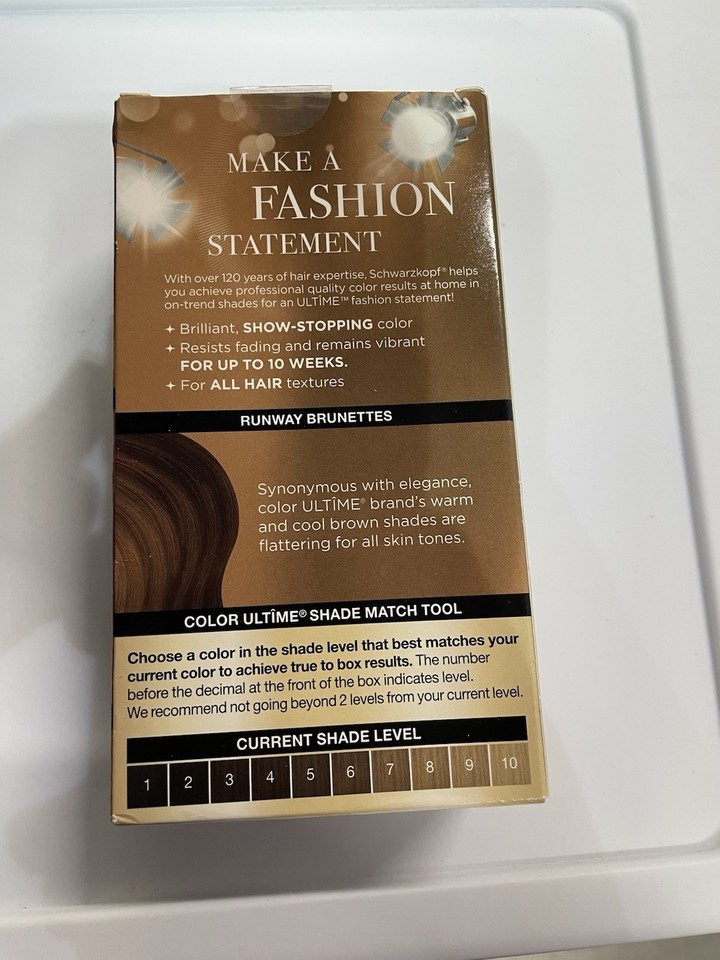 MAKE A
FASHION
STATEMENT
With over 120 years of hair expertise, Schwarzkopf® helps
you achieve professional quality color results at home in
on-trend shades for an ULTÎME™ fashion statement!
+ Brilliant, SHOW-STOPPING color
+ Resists fading and remains vibrant
FOR UP TO 10 WEEKS.
+ For ALL HAIR textures
RUNWAY BRUNETTES
Synonymous with elegance,
color ULTÎME® brand's warm
and cool brown shades are
flattering for all skin tones.
COLOR ULTÎME® SHADE MATCH TOOL
Choose a color in the shade level that best matches your
current color to achieve true to box results. The number
before the decimal at the front of the box indicates level.
We recommend not going beyond 2 levels from your current level.
CURRENT SHADE LEVEL
1 2 3 4 5 6 7 8 9 10